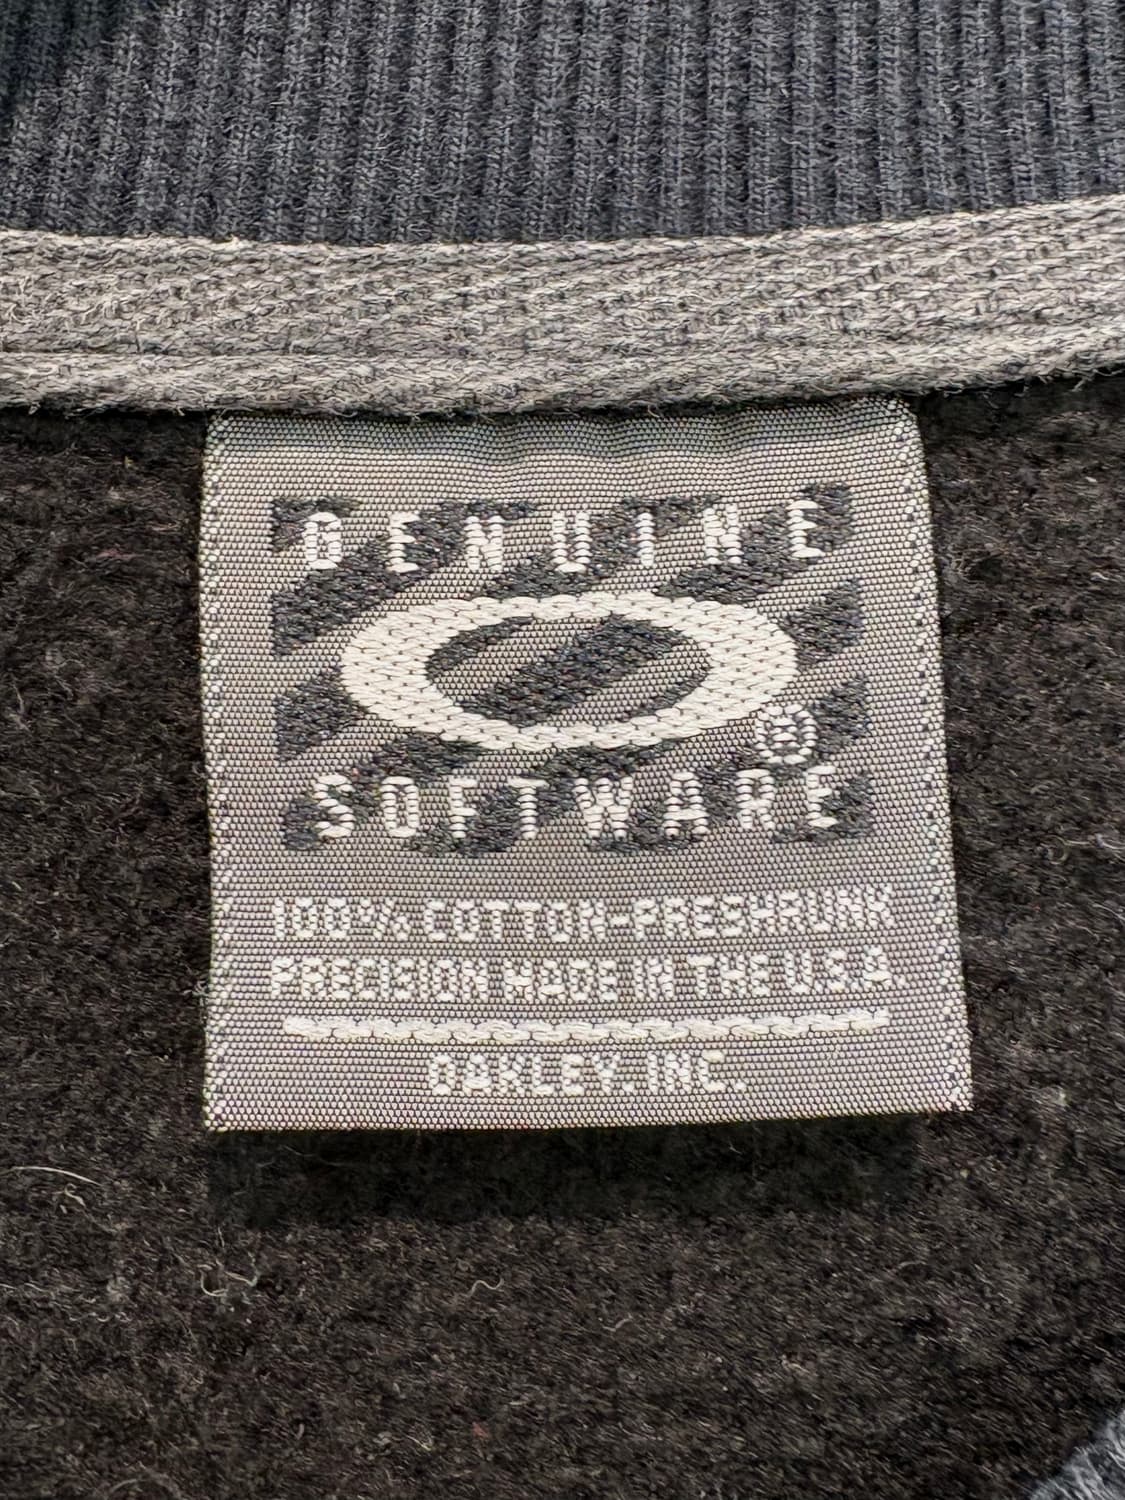 GENUINE
®
SOFTWARE
100% COTTON-PRESHRUNK
PRECISION MADE IN THE U.S.A.
OAKLEY, INC.